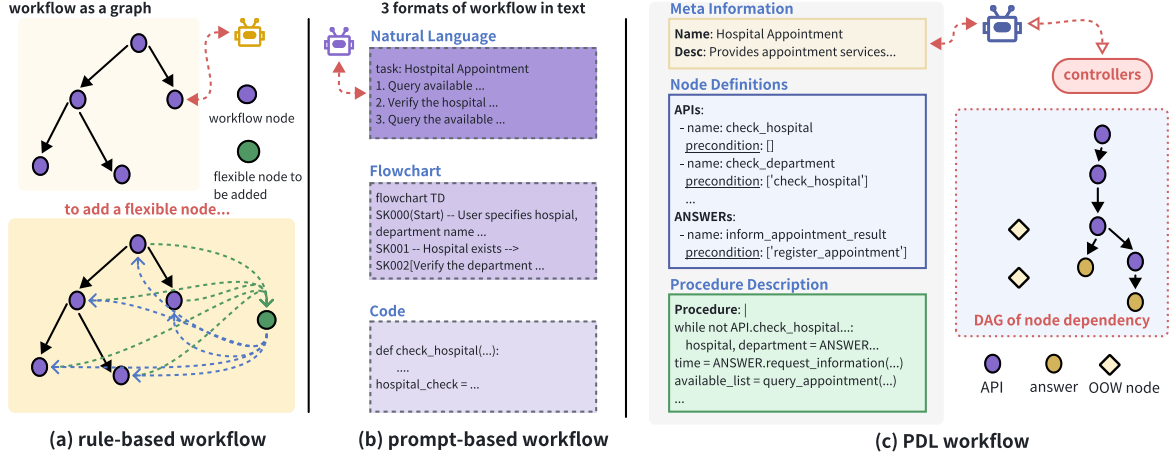 workflow as a graph
workflow node
flexible node to
be added
to add a flexible node...
(a) rule-based workflow
3 formats of workflow in text
Natural Language
task: Hostpital Appointment
1. Query available ...
2. Verify the hospital ...
3. Query the available ...
Flowchart
flowchart TD
SK000(Start) -- User specifies hospial,
department name ...
SK001 -- Hospital exists -->
SK002[Verify the department ...
Code
def check_hospital(...):
....
hospital_check = ...
(b) prompt-based workflow
Meta Information
Name: Hospital Appointment
Desc: Provides appointment services...
Node Definitions
APIs:
- name: check_hospital
precondition: []
- name: check_department
precondition: ['check_hospital']
...
ANSWERs:
- name: inform_appointment_result
precondition: ['register_appointment']
Procedure Description
Procedure: |
while not API.check_hospital...:
hospital, department = ANSWER...
time = ANSWER.request_information(...)
available_list = query_appointment(...)
...
controllers
DAG of node dependency
API
answer
OOW node
(c) PDL workflow